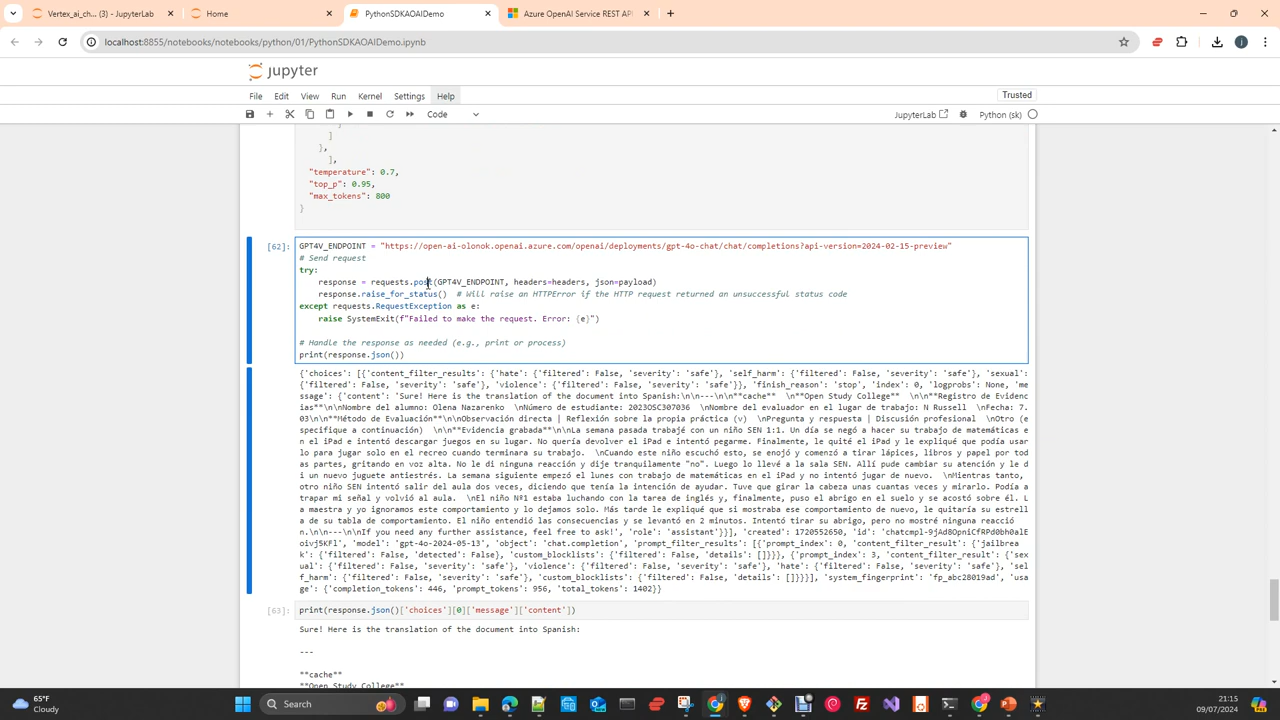 Vertex_ai_ch... (3) - JupyterLab
Home
PythonSDKAOAIDemo
Azure OpenAI Service REST API
localhost:8855/notebooks/notebooks/python/01/PythonSDKAOAIDemo.ipynb
jupyter
File Edit View Run Kernel Settings Help
Trusted
Code
JupyterLab
Python (sk)
]
]
},
],
"temperature": 0.7,
"top_p": 0.95,
"max_tokens": 800
}
[62]:
GPT4V_ENDPOINT = "https://open-ai-olonok.openai.azure.com/openai/deployments/gpt-4o-chat/chat/completions?api-version=2024-02-15-preview"
# Send request
try:
response = requests.post(GPT4V_ENDPOINT, headers=headers, json=payload)
response.raise_for_status() # Will raise an HTTPError if the HTTP request returned an unsuccessful status code
except requests.RequestException as e:
raise SystemExit(f"Failed to make the request. Error: {e}")
# Handle the response as needed (e.g., print or process)
print(response.json())
{'choices': [{'content_filter_results': {'hate': {'filtered': False, 'severity': 'safe'}, 'self_harm': {'filtered': False, 'severity': 'safe'}, 'sexual':
{'filtered': False, 'severity': 'safe'}, 'violence': {'filtered': False, 'severity': 'safe'}}, 'finish_reason': 'stop', 'index': 0, 'logprobs': None, 'me
ssage': {'content': 'Sure! Here is the translation of the document into Spanish:\n\n---\n\n**cache** \n**Open Study College** \n\n**Registro de Evidenc
ias**\n\nNombre del alumno: Olena Nazarenko \nNúmero de estudiante: 2023OSC307036 \nNombre del evaluador en el lugar de trabajo: N Russell \nFecha: 7.
03\n\n**Método de Evaluación**\n\nObservación directa | Reflexión sobre la propia práctica (v) \nPregunta y respuesta | Discusión profesional \nOtro (e
specifique a continuación) \n\n**Evidencia grabada**\n\nLa semana pasada trabajé con un niño SEN 1:1. Un día se negó a hacer su trabajo de matemáticas e
n el iPad e intentó descargar juegos en su lugar. No quería devolver el iPad e intentó pegarme. Finalmente, le quité el iPad y le expliqué que podía usar
lo para jugar solo en el recreo cuando terminara su trabajo. \nCuando este niño escuchó esto, se enojó y comenzó a tirar lápices, libros y papel por tod
as partes, gritando en voz alta. No le di ninguna reacción y dije tranquilamente "no". Luego lo llevé a la sala SEN. Allí pude cambiar su atención y le d
i un nuevo juguete antiestrés. La semana siguiente empezó el lunes con trabajo de matemáticas en el iPad y no intentó jugar de nuevo. \nMientras tanto,
otro niño SEN intentó salir del aula dos veces, diciendo que tenía la intención de ayudar. Tuve que girar la cabeza unas cuantas veces y mirarlo. Podía a
trapar mi señal y volvió al aula. \nEl niño Nº1 estaba luchando con la tarea de inglés y, finalmente, puso el abrigo en el suelo y se acostó sobre él. L
a maestra y yo ignoramos este comportamiento y lo dejamos solo. Más tarde le expliqué que si mostraba ese comportamiento de nuevo, le quitaría su estrell
a de su tabla de comportamiento. El niño entendió las consecuencias y se levantó en 2 minutos. Intentó tirar su abrigo, pero no mostré ninguna reacció
n.\n\n---\n\nIf you need any further assistance, feel free to ask!', 'role': 'assistant'}}], 'created': 1720552650, 'id':
'model': 'gpt-4o-2024-05-13', 'object': 'chat.completion', 'prompt_filter_results': [{'prompt_index': 0, 'content_filter_result': {'jailbrea
k': {'filtered': False, 'detected': False}, 'custom_blocklists': {'filtered': False, 'details': []}}}, {'prompt_index': 3, 'content_filter_result': {'sex
ual': {'filtered': False, 'severity': 'safe'}, 'violence': {'filtered': False, 'severity': 'safe'}, 'hate': {'filtered': False, 'severity': 'safe'}, 'sel
f_harm': {'filtered': False, 'severity': 'safe'}, 'custom_blocklists': {'filtered': False, 'details': []}}}], 'system_fingerprint': 'fp_abc28019ad', 'usa
ge': {'completion_tokens': 446, 'prompt_tokens': 956, 'total_tokens': 1402}}
[63]:
print(response.json()['choices'][0]['message']['content'])
Sure! Here is the translation of the document into Spanish:
---
**cache**
**Open Study College**
65°F
Cloudy
Search
21:15
09/07/2024